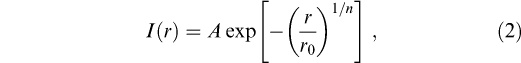 I(r) = A exp[−(r/r₀)^{1/n}] , (2)